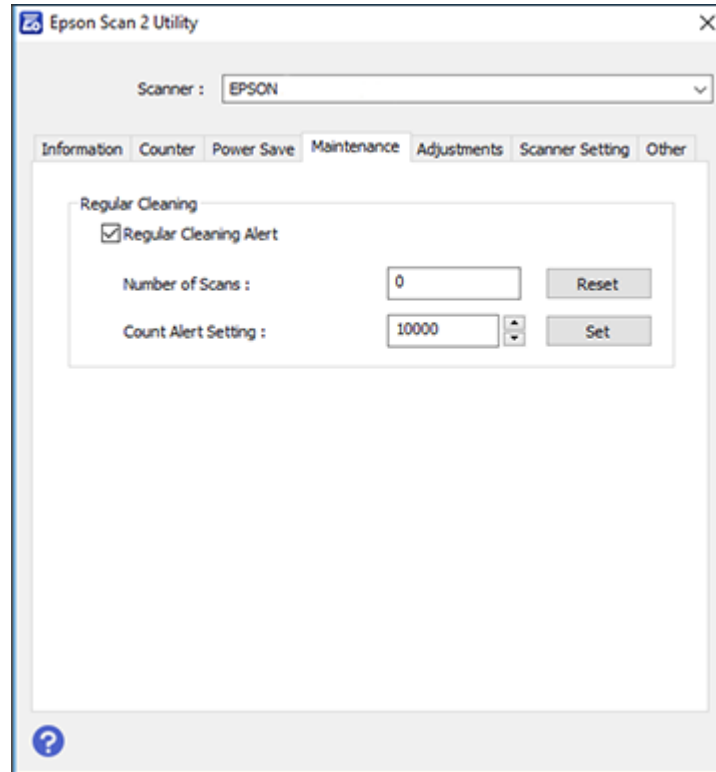 Epson Scan 2 Utility
Scanner : EPSON
Information Counter Power Save Maintenance Adjustments Scanner Setting Other
Regular Cleaning
Regular Cleaning Alert
Number of Scans : 0 Reset
Count Alert Setting : 10000 Set
?